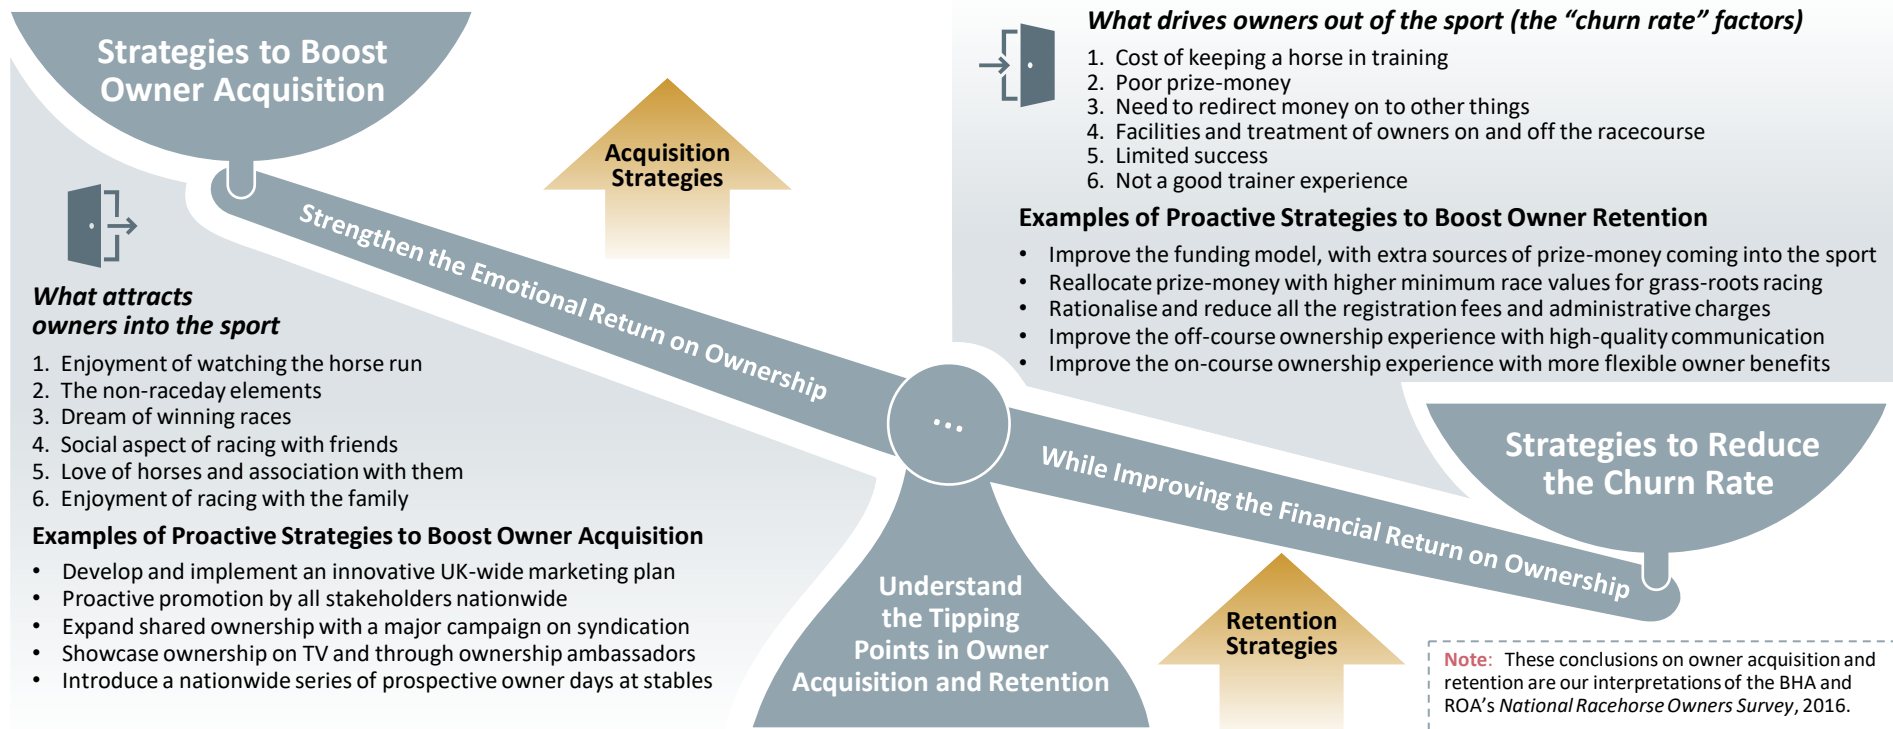 Strategies to Boost
Owner Acquisition
What attracts
owners into the sport
1. Enjoyment of watching the horse run
2. The non-raceday elements
3. Dream of winning races
4. Social aspect of racing with friends
5. Love of horses and association with them
6. Enjoyment of racing with the family
Examples of Proactive Strategies to Boost Owner Acquisition
• Develop and implement an innovative UK-wide marketing plan
• Proactive promotion by all stakeholders nationwide
• Expand shared ownership with a major campaign on syndication
• Showcase ownership on TV and through ownership ambassadors
• Introduce a nationwide series of prospective owner days at stables
Acquisition
Strategies
Strengthen the Emotional Return on Ownership
...
While Improving the Financial Return on Ownership
Understand
the Tipping
Points in Owner
Acquisition and Retention
What drives owners out of the sport (the “churn rate” factors)
1. Cost of keeping a horse in training
2. Poor prize-money
3. Need to redirect money on to other things
4. Facilities and treatment of owners on and off the racecourse
5. Limited success
6. Not a good trainer experience
Examples of Proactive Strategies to Boost Owner Retention
• Improve the funding model, with extra sources of prize-money coming into the sport
• Reallocate prize-money with higher minimum race values for grass-roots racing
• Rationalise and reduce all the registration fees and administrative charges
• Improve the off-course ownership experience with high-quality communication
• Improve the on-course ownership experience with more flexible owner benefits
Strategies to Reduce
the Churn Rate
Retention
Strategies
Note: These conclusions on owner acquisition and
retention are our interpretations of the BHA and
ROA’s National Racehorse Owners Survey, 2016.